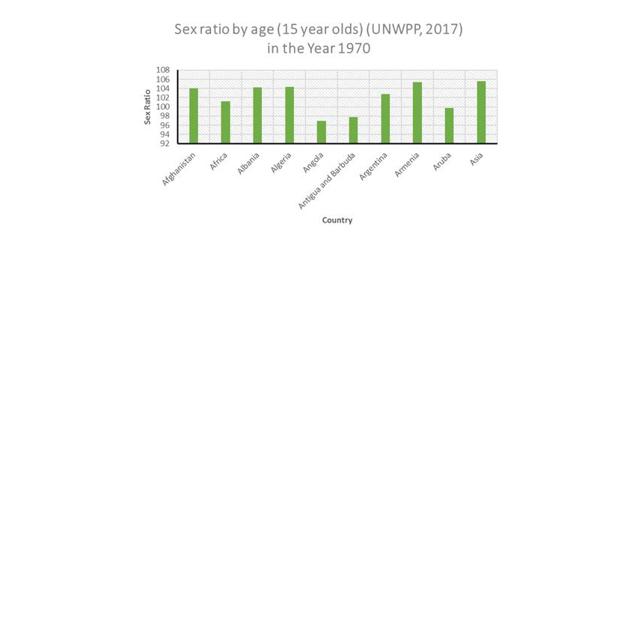 Sex ratio by age (15 year olds) (UNWPP, 2017)
in the Year 1970
108
106
104
102
100
98
96
94
92
Sex Ratio
Afghanistan
Africa
Albania
Algeria
Angola
Antigua and Barbuda
Argentina
Armenia
Aruba
Asia
Country